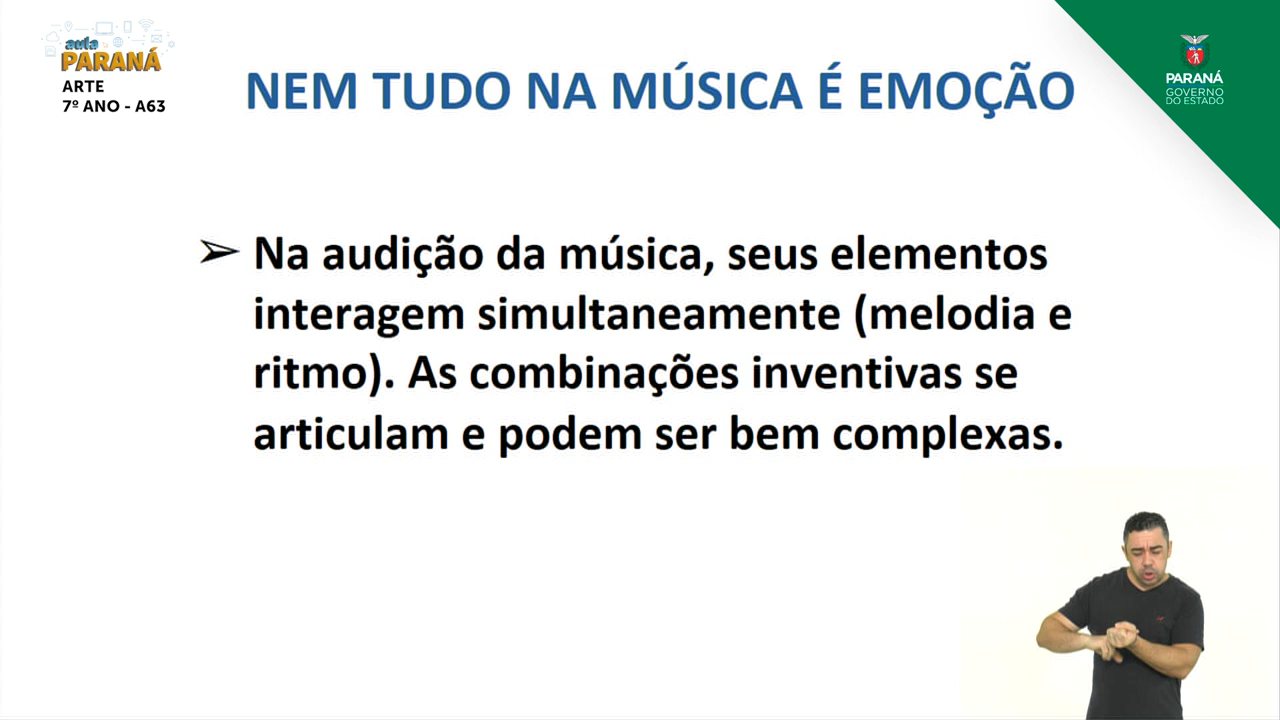 aula
PARANÁ
ARTE
7º ANO - A63
NEM TUDO NA MÚSICA É EMOÇÃO
PARANÁ
GOVERNO
DO ESTADO
➢ Na audição da música, seus elementos
interagem simultaneamente (melodia e
ritmo). As combinações inventivas se
articulam e podem ser bem complexas.